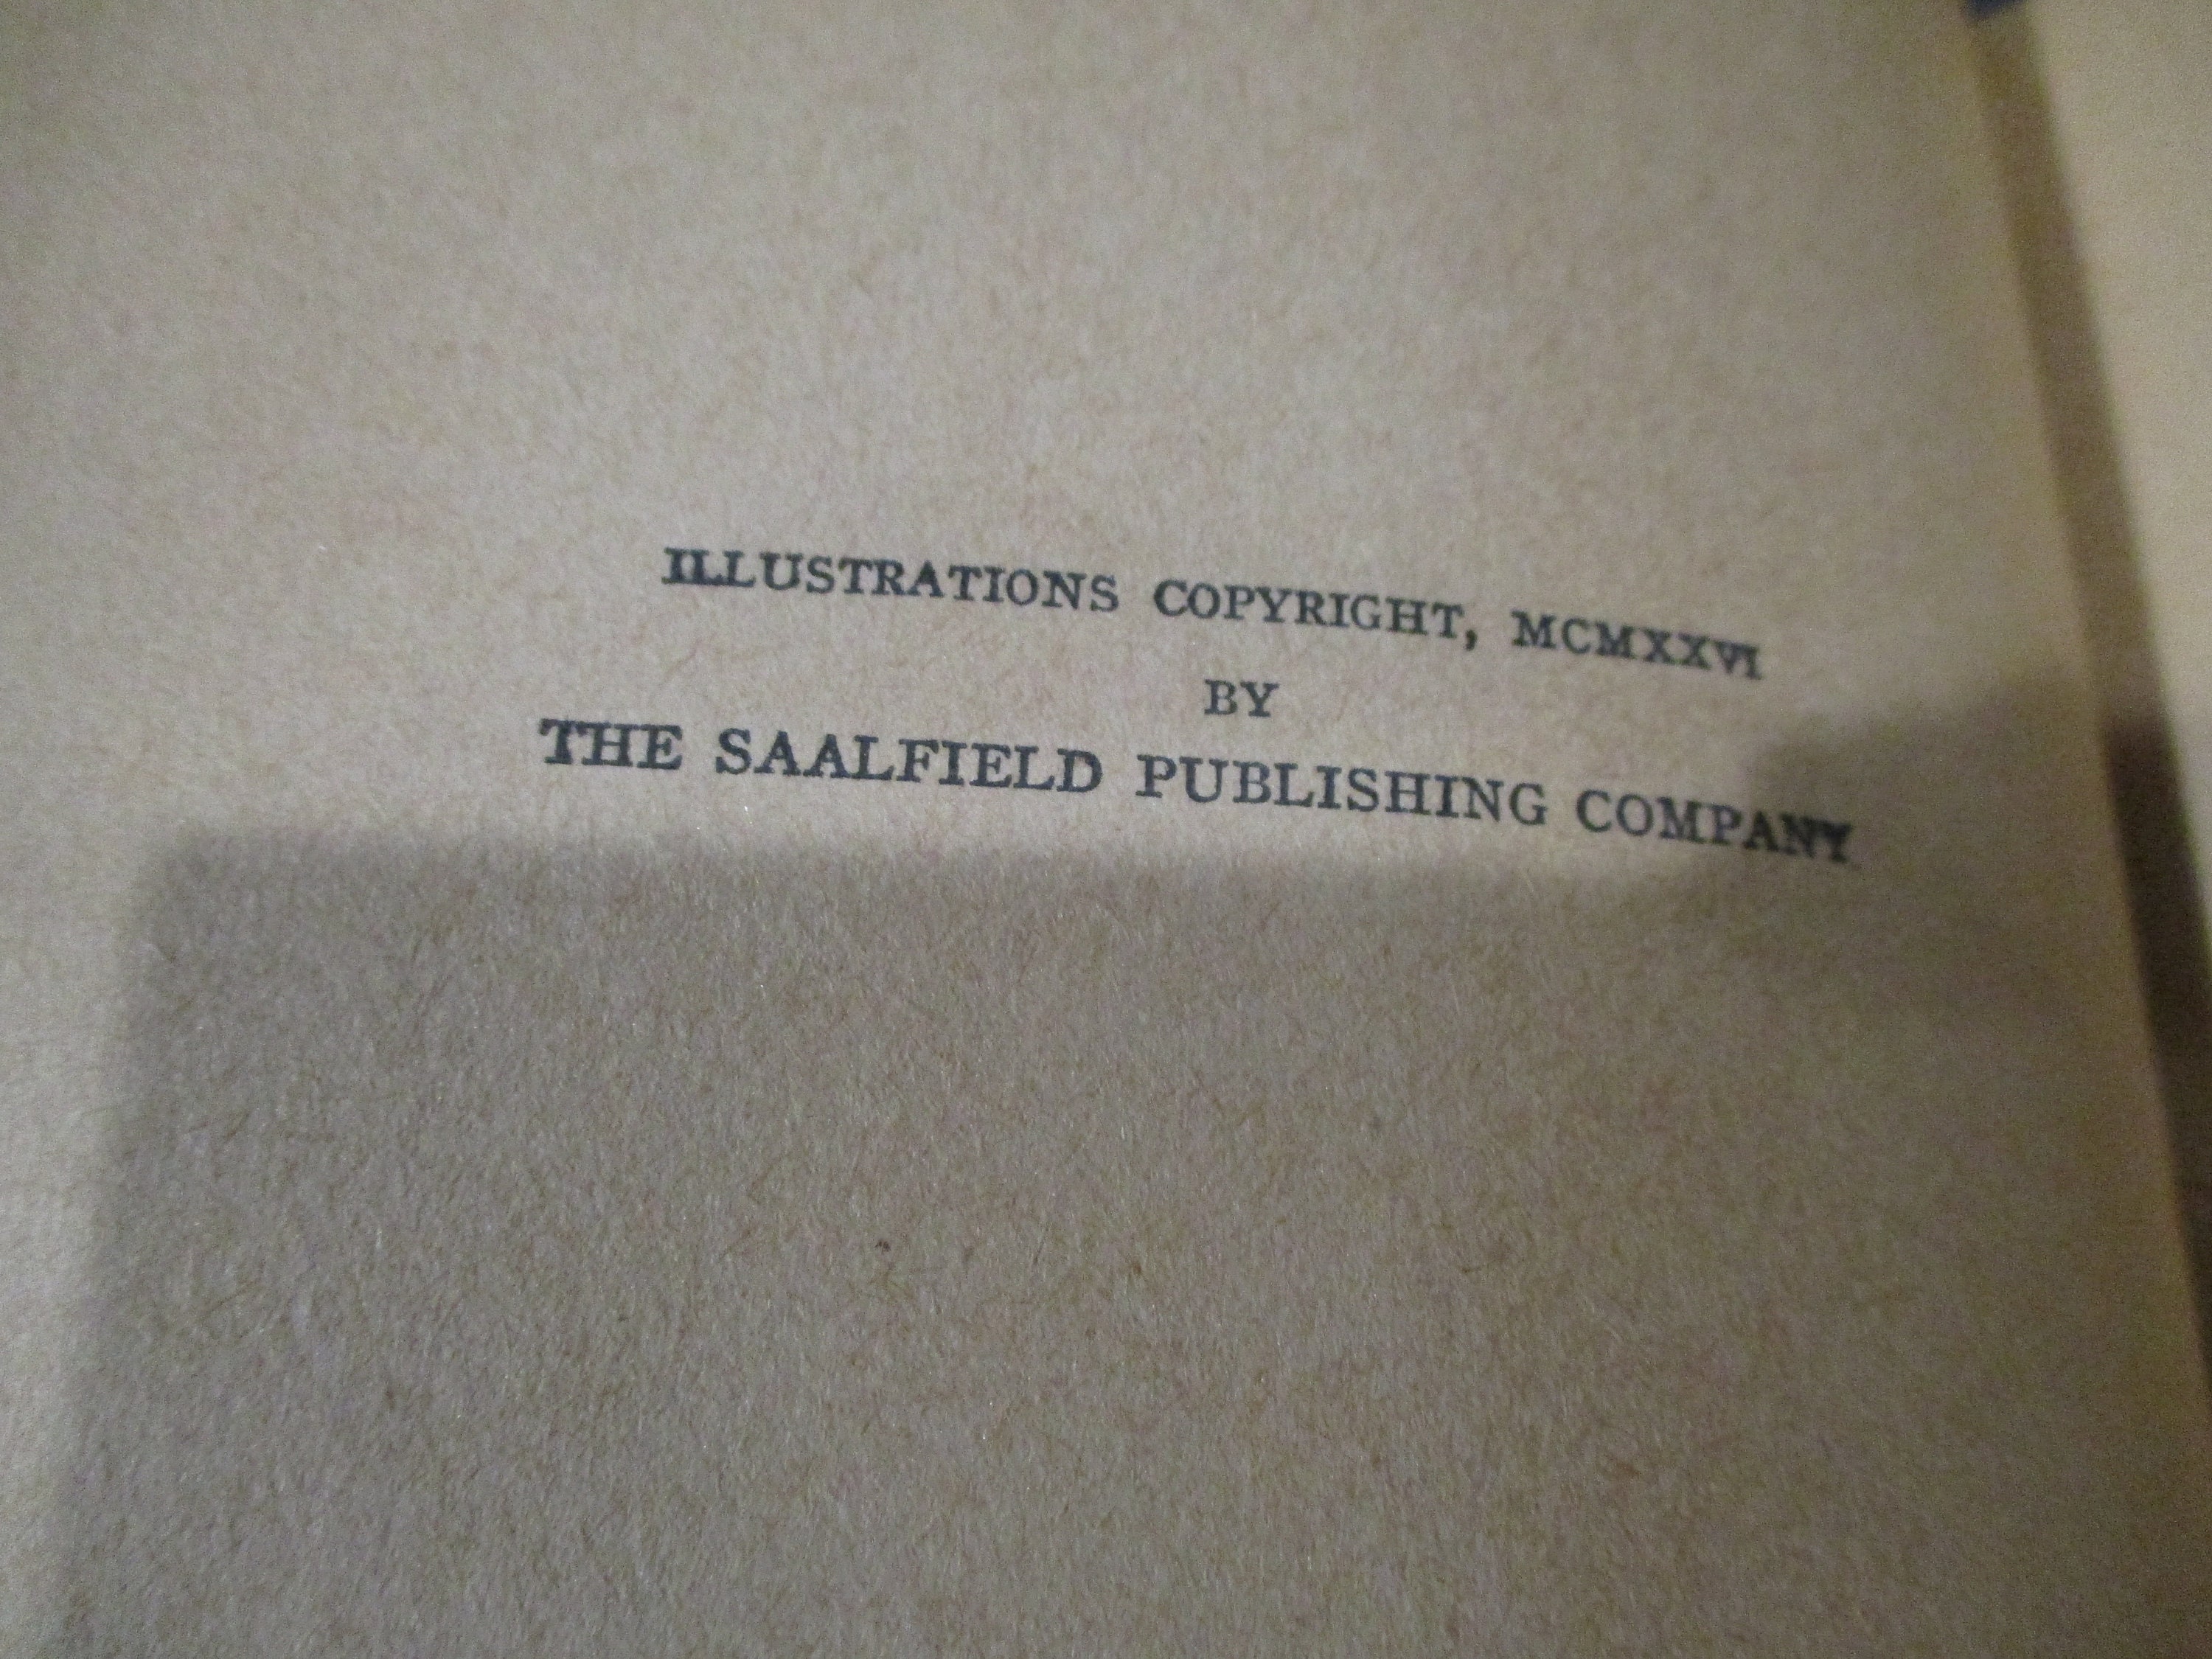 ILLUSTRATIONS COPYRIGHT, MCMXXVI
BY
THE SAALFIELD PUBLISHING COMPANY